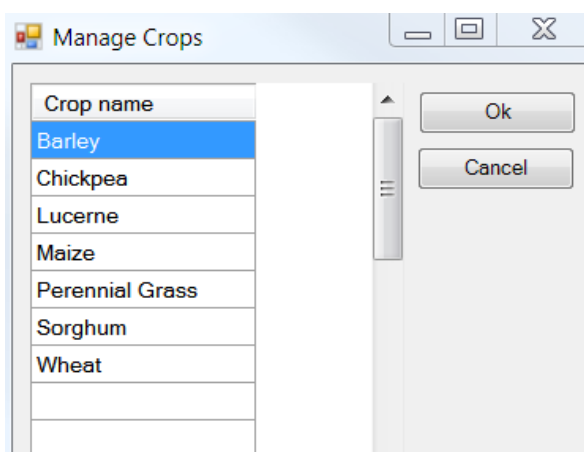 Manage Crops
Crop name
Ok
Barley
Cancel
Chickpea
Lucerne
Maize
Perennial Grass
Sorghum
Wheat